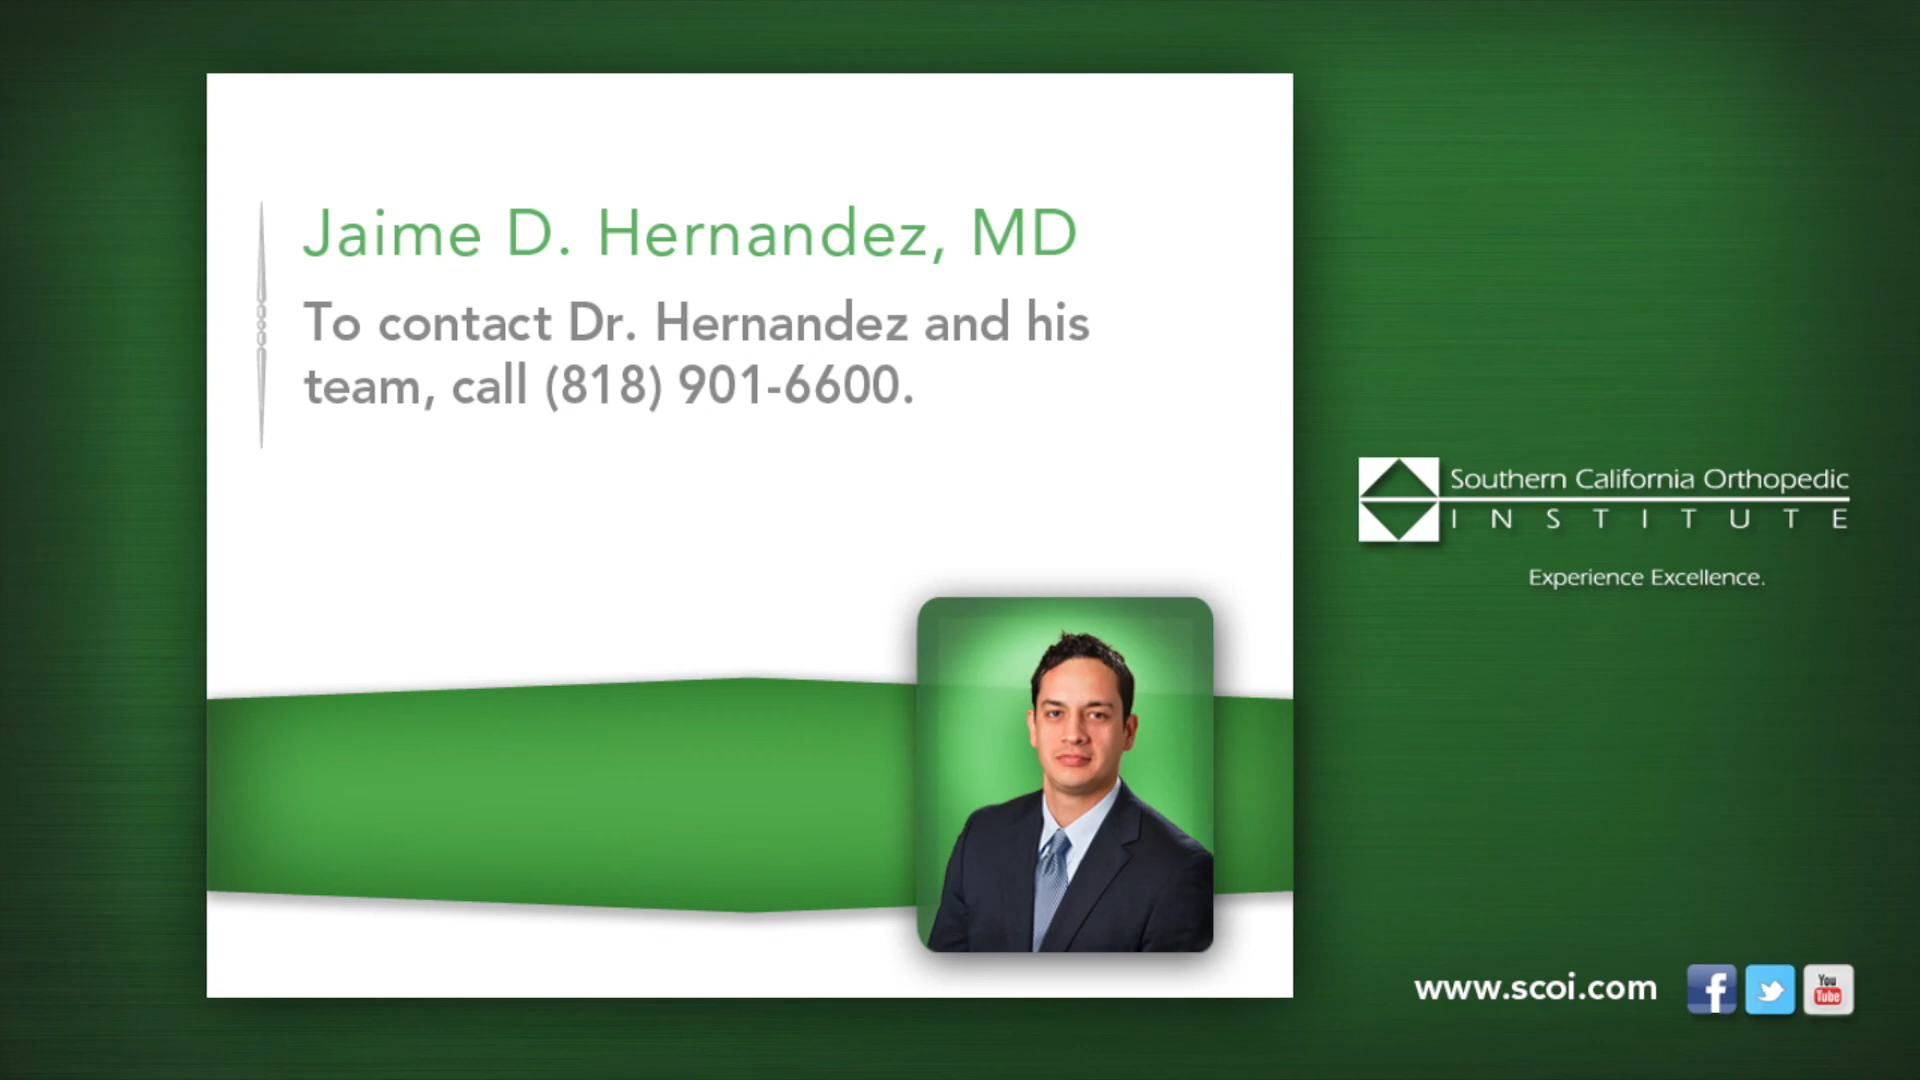 Jaime D. Hernandez, MD
To contact Dr. Hernandez and his
team, call (818) 901-6600.
Southern California Orthopedic
INSTITUTE
Experience Excellence.
www.scoi.com
f
You
Tube